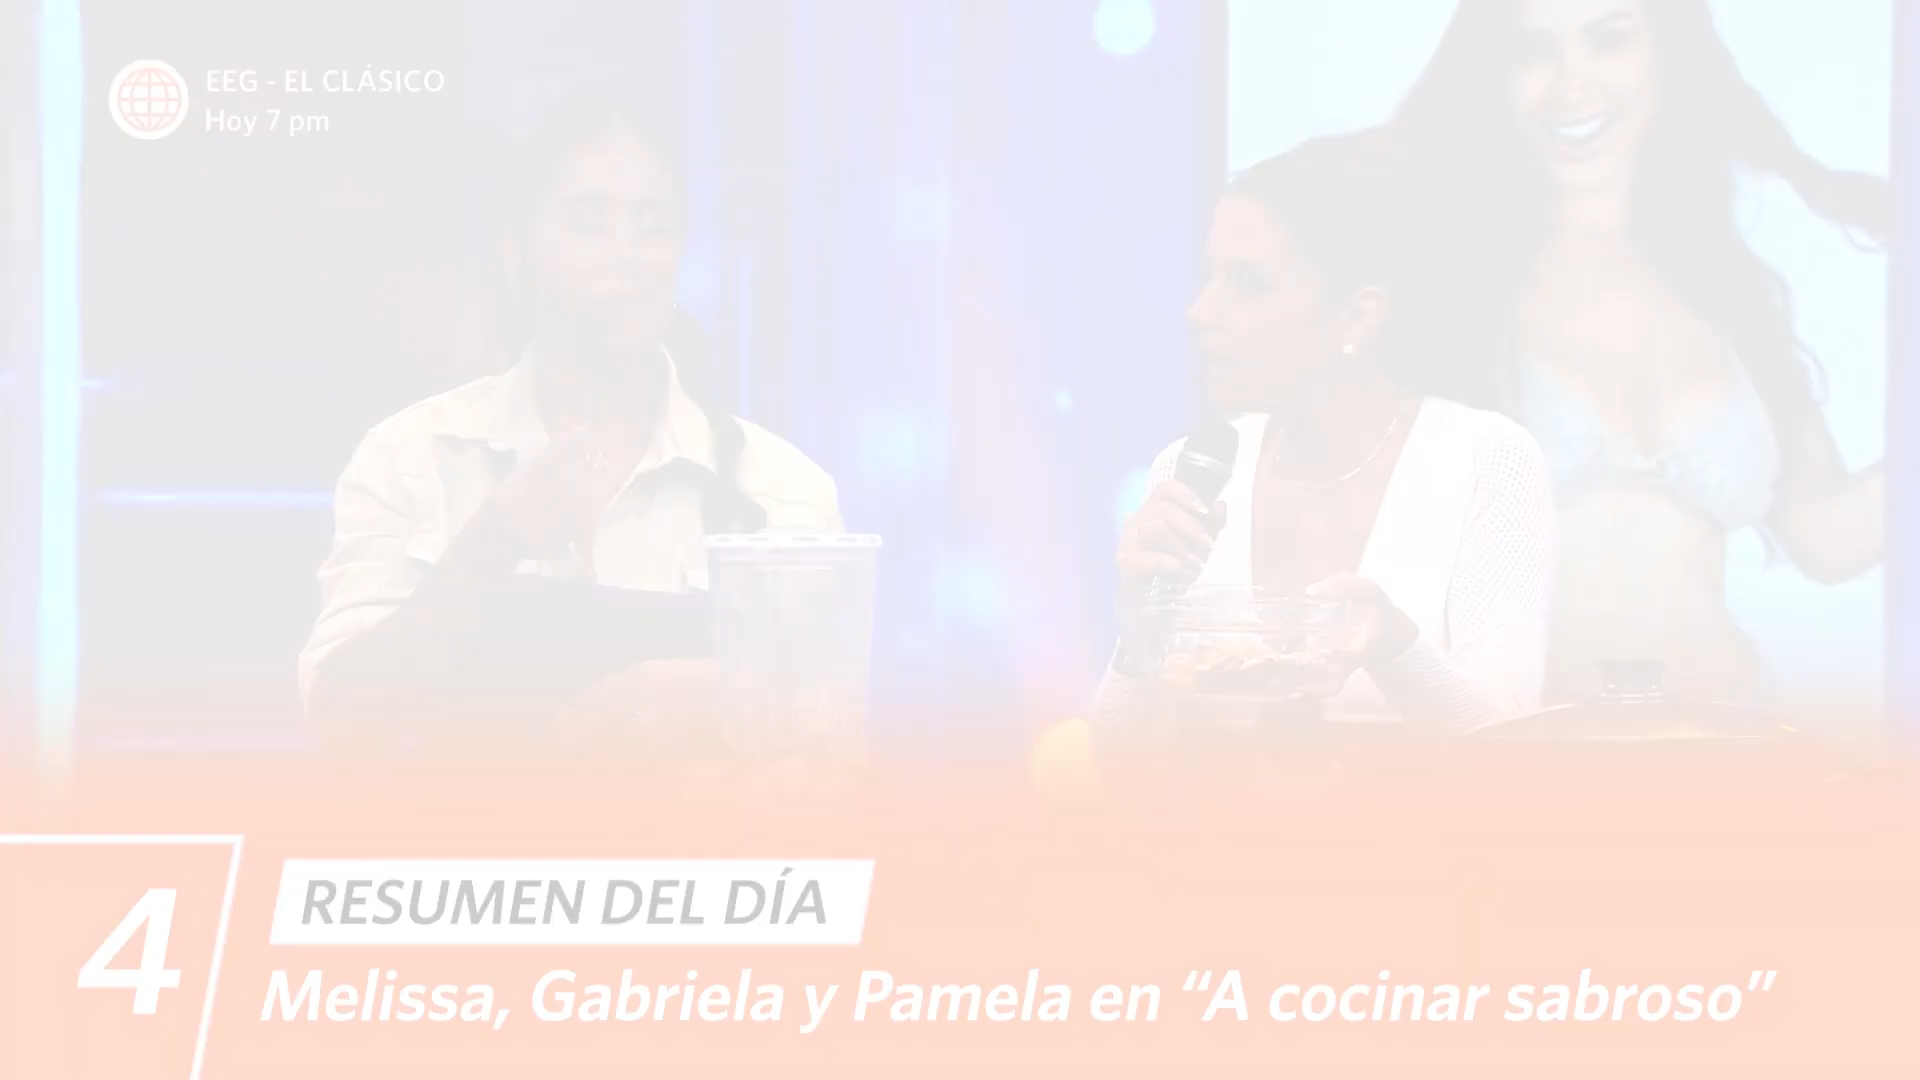 EEG - EL CLÁSICO
Hoy 7 pm
4
RESUMEN DEL DÍA
Melissa, Gabriela y Pamela en “A cocinar sabroso”